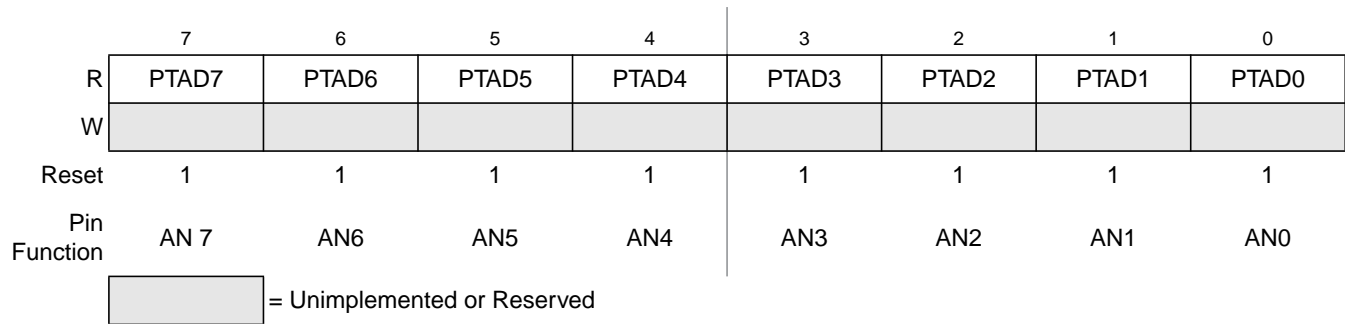 7 6 5 4 3 2 1 0
R PTAD7 PTAD6 PTAD5 PTAD4 PTAD3 PTAD2 PTAD1 PTAD0
W
Reset 1 1 1 1 1 1 1 1
Pin
Function AN 7 AN6 AN5 AN4 AN3 AN2 AN1 AN0
= Unimplemented or Reserved